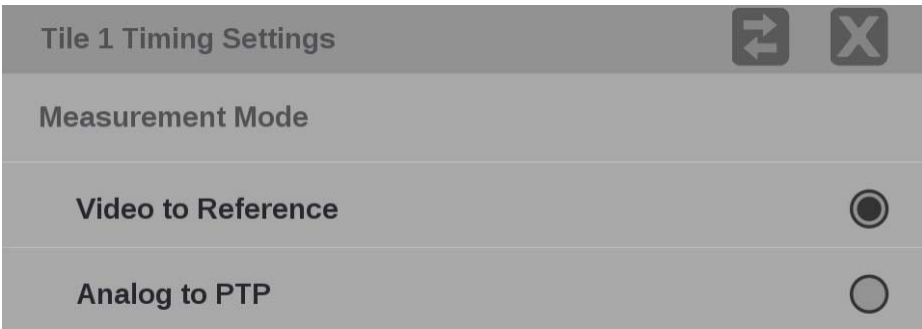 Tile 1 Timing Settings
Measurement Mode
Video to Reference
Analog to PTP